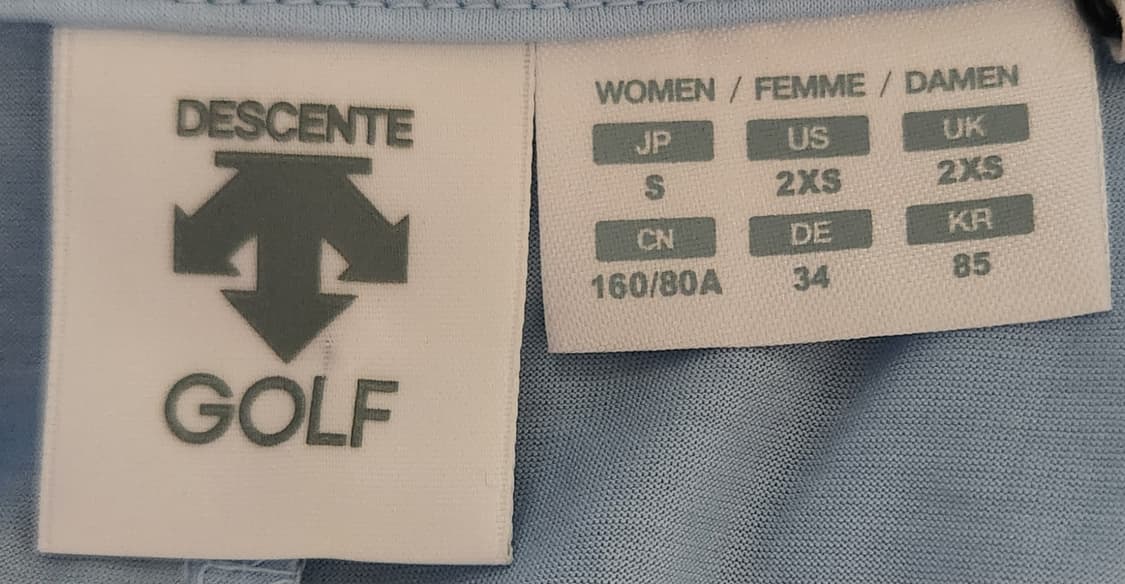 DESCENTE
GOLF
WOMEN / FEMME / DAMEN
JP US UK
S 2XS 2XS
CN DE KR
160/80A 34 85